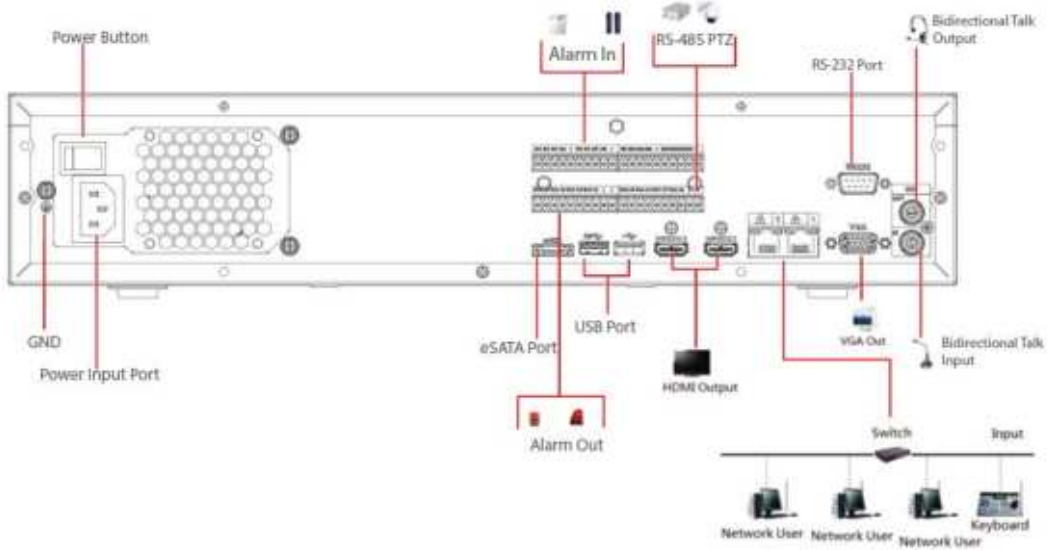 Power Button
Alarm In
RS-485 PTZ
Bidirectional Talk
Output
RS-232 Port
VGA
GND
Power Input Port
eSATA Port
USB Port
HDMI Output
VGA Out
Bidirectional Talk
Input
Alarm Out
Switch
Input
Network User
Network User
Network User
Keyboard